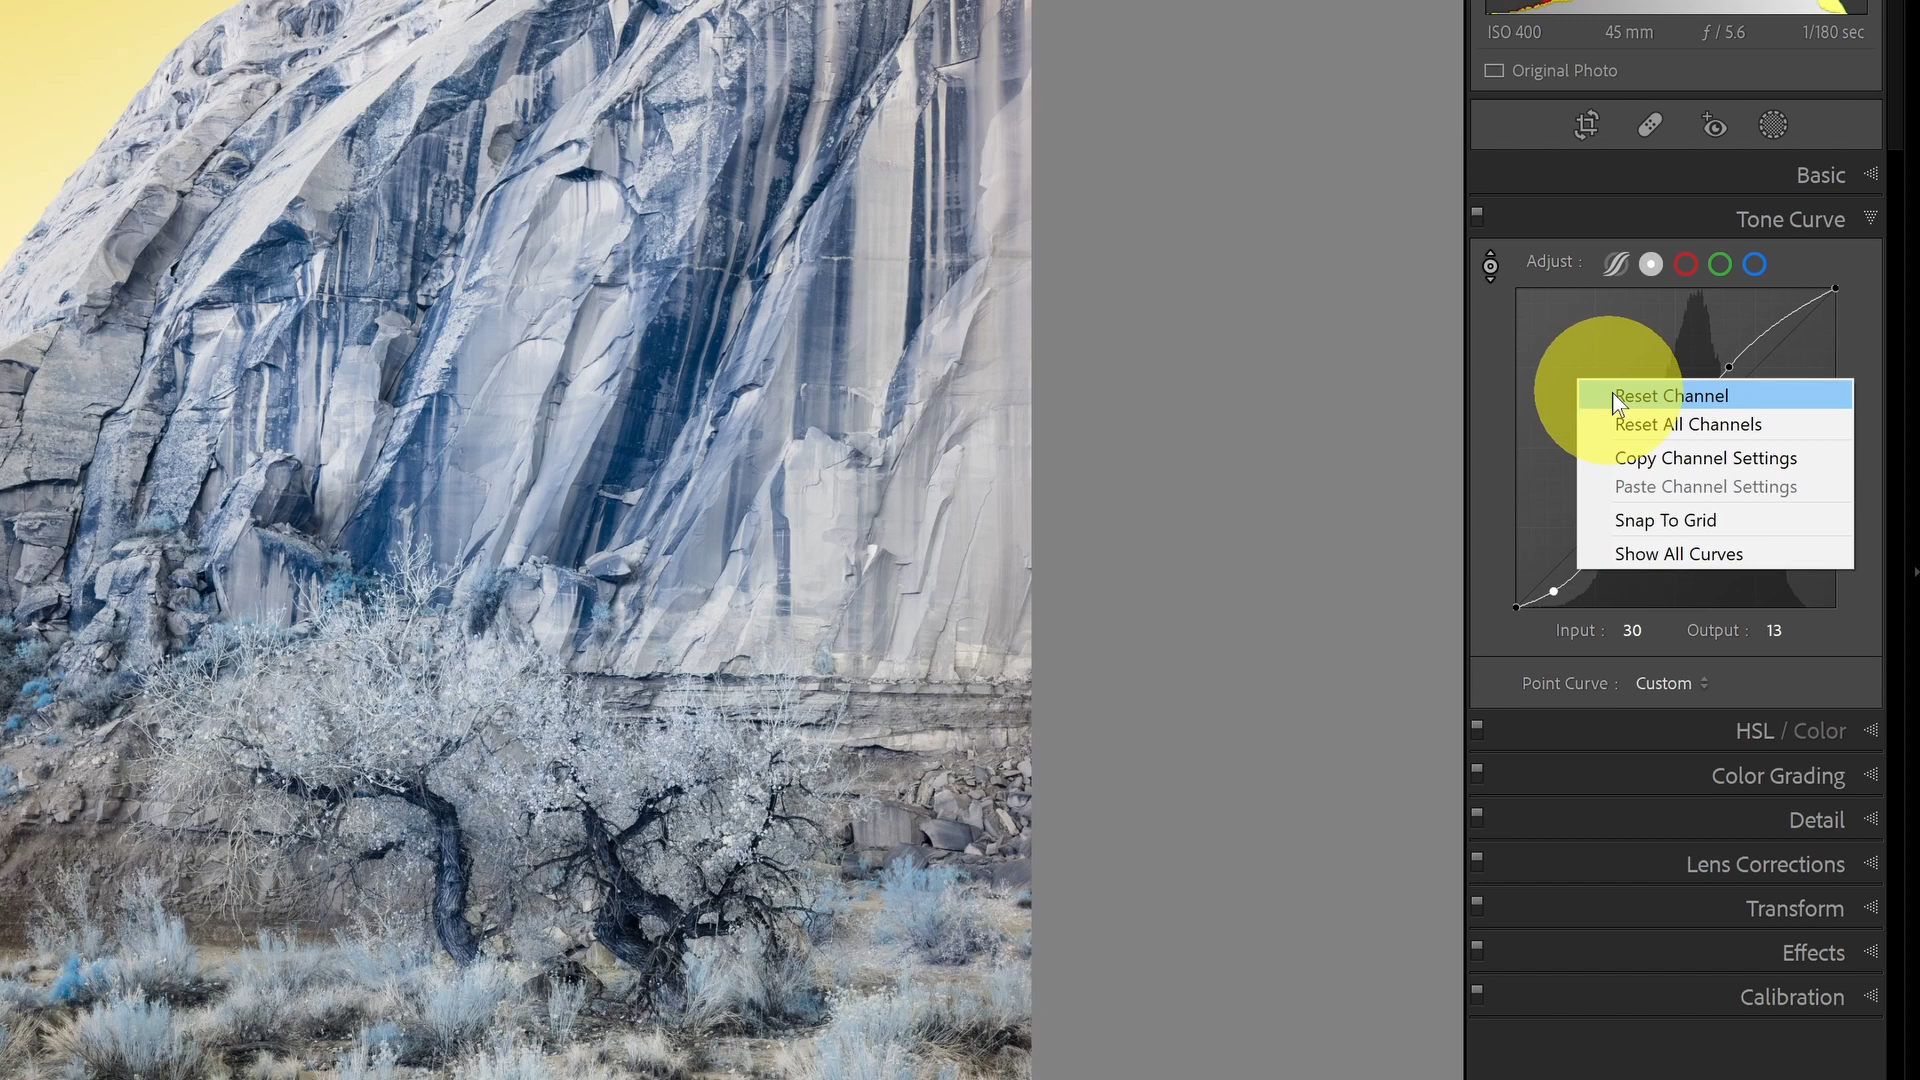 ISO 400 45 mm ƒ / 5.6 1/180 sec
Original Photo
Basic
Tone Curve
Adjust :
Reset Channel
Reset All Channels
Copy Channel Settings
Paste Channel Settings
Snap To Grid
Show All Curves
Input : 30 Output : 13
Point Curve : Custom
HSL / Color
Color Grading
Detail
Lens Corrections
Transform
Effects
Calibration